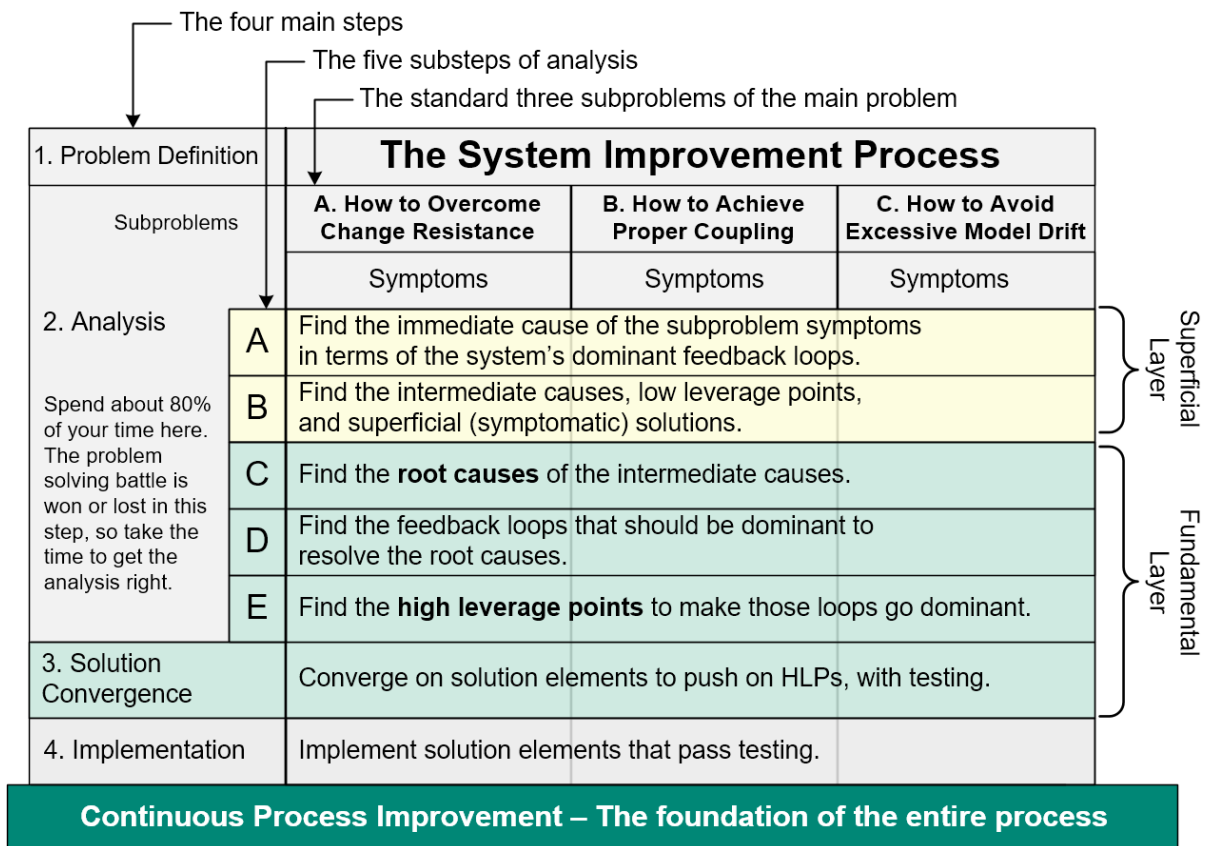 The four main steps
The five substeps of analysis
The standard three subproblems of the main problem
1. Problem Definition
The System Improvement Process
Subproblems
A. How to Overcome
Change Resistance
B. How to Achieve
Proper Coupling
C. How to Avoid
Excessive Model Drift
Symptoms
Symptoms
Symptoms
2. Analysis
Spend about 80%
of your time here.
The problem
solving battle is
won or lost in this
step, so take the
time to get the
analysis right.
A
Find the immediate cause of the subproblem symptoms
in terms of the system's dominant feedback loops.
B
Find the intermediate causes, low leverage points,
and superficial (symptomatic) solutions.
C
Find the root causes of the intermediate causes.
D
Find the feedback loops that should be dominant to
resolve the root causes.
E
Find the high leverage points to make those loops go dominant.
Superficial
Layer
Fundamental
Layer
3. Solution
Convergence
Converge on solution elements to push on HLPs, with testing.
4. Implementation
Implement solution elements that pass testing.
Continuous Process Improvement – The foundation of the entire process